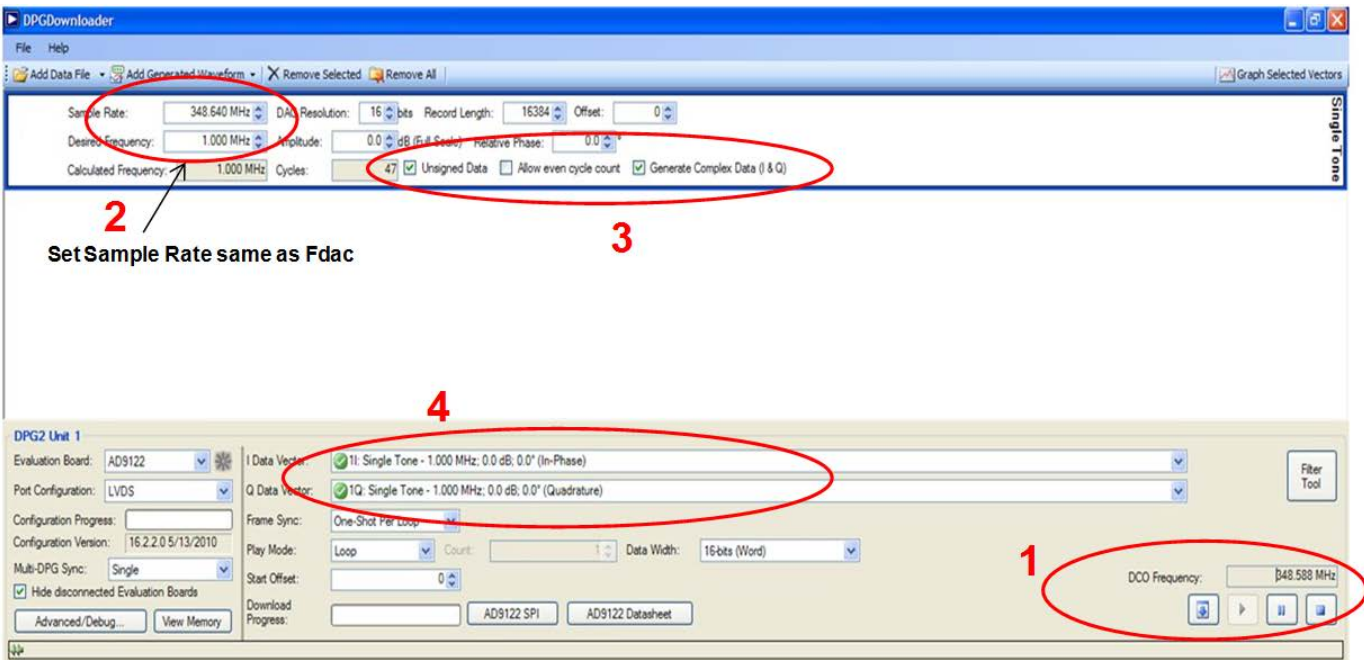 DPGDownloader
File Help
Add Data File Add Generated Waveform Remove Selected Remove All Graph Selected Vectors
Sample Rate: 348.640 MHz DAC Resolution: 16 bits Record Length: 16384 Offset: 0
Desired Frequency: 1.000 MHz Amplitude: 0.0 dB (Full Scale) Relative Phase: 0.0 °
Calculated Frequency: 1.000 MHz Cycles: 47 Unsigned Data Allow even cycle count Generate Complex Data (I & Q)
Single Tone
2
3
Set Sample Rate same as Fdac
4
DPG2 Unit 1
Evaluation Board: AD9122 I Data Vector: 1I: Single Tone - 1.000 MHz; 0.0 dB; 0.0° (In-Phase)
Filter
Tool
Port Configuration: LVDS Q Data Vector: 1Q: Single Tone - 1.000 MHz; 0.0 dB; 0.0° (Quadrature)
Configuration Progress: Frame Sync: One-Shot Per Loop
Configuration Version: 16.2.2.0 5/13/2010 Play Mode: Loop Count: 1 Data Width: 16-bits (Word)
1
Multi-DPG Sync: Single Start Offset: 0 DCO Frequency: 348.588 MHz
Hide disconnected Evaluation Boards
Advanced/Debug... View Memory Download Progress: AD9122 SPI AD9122 Datasheet